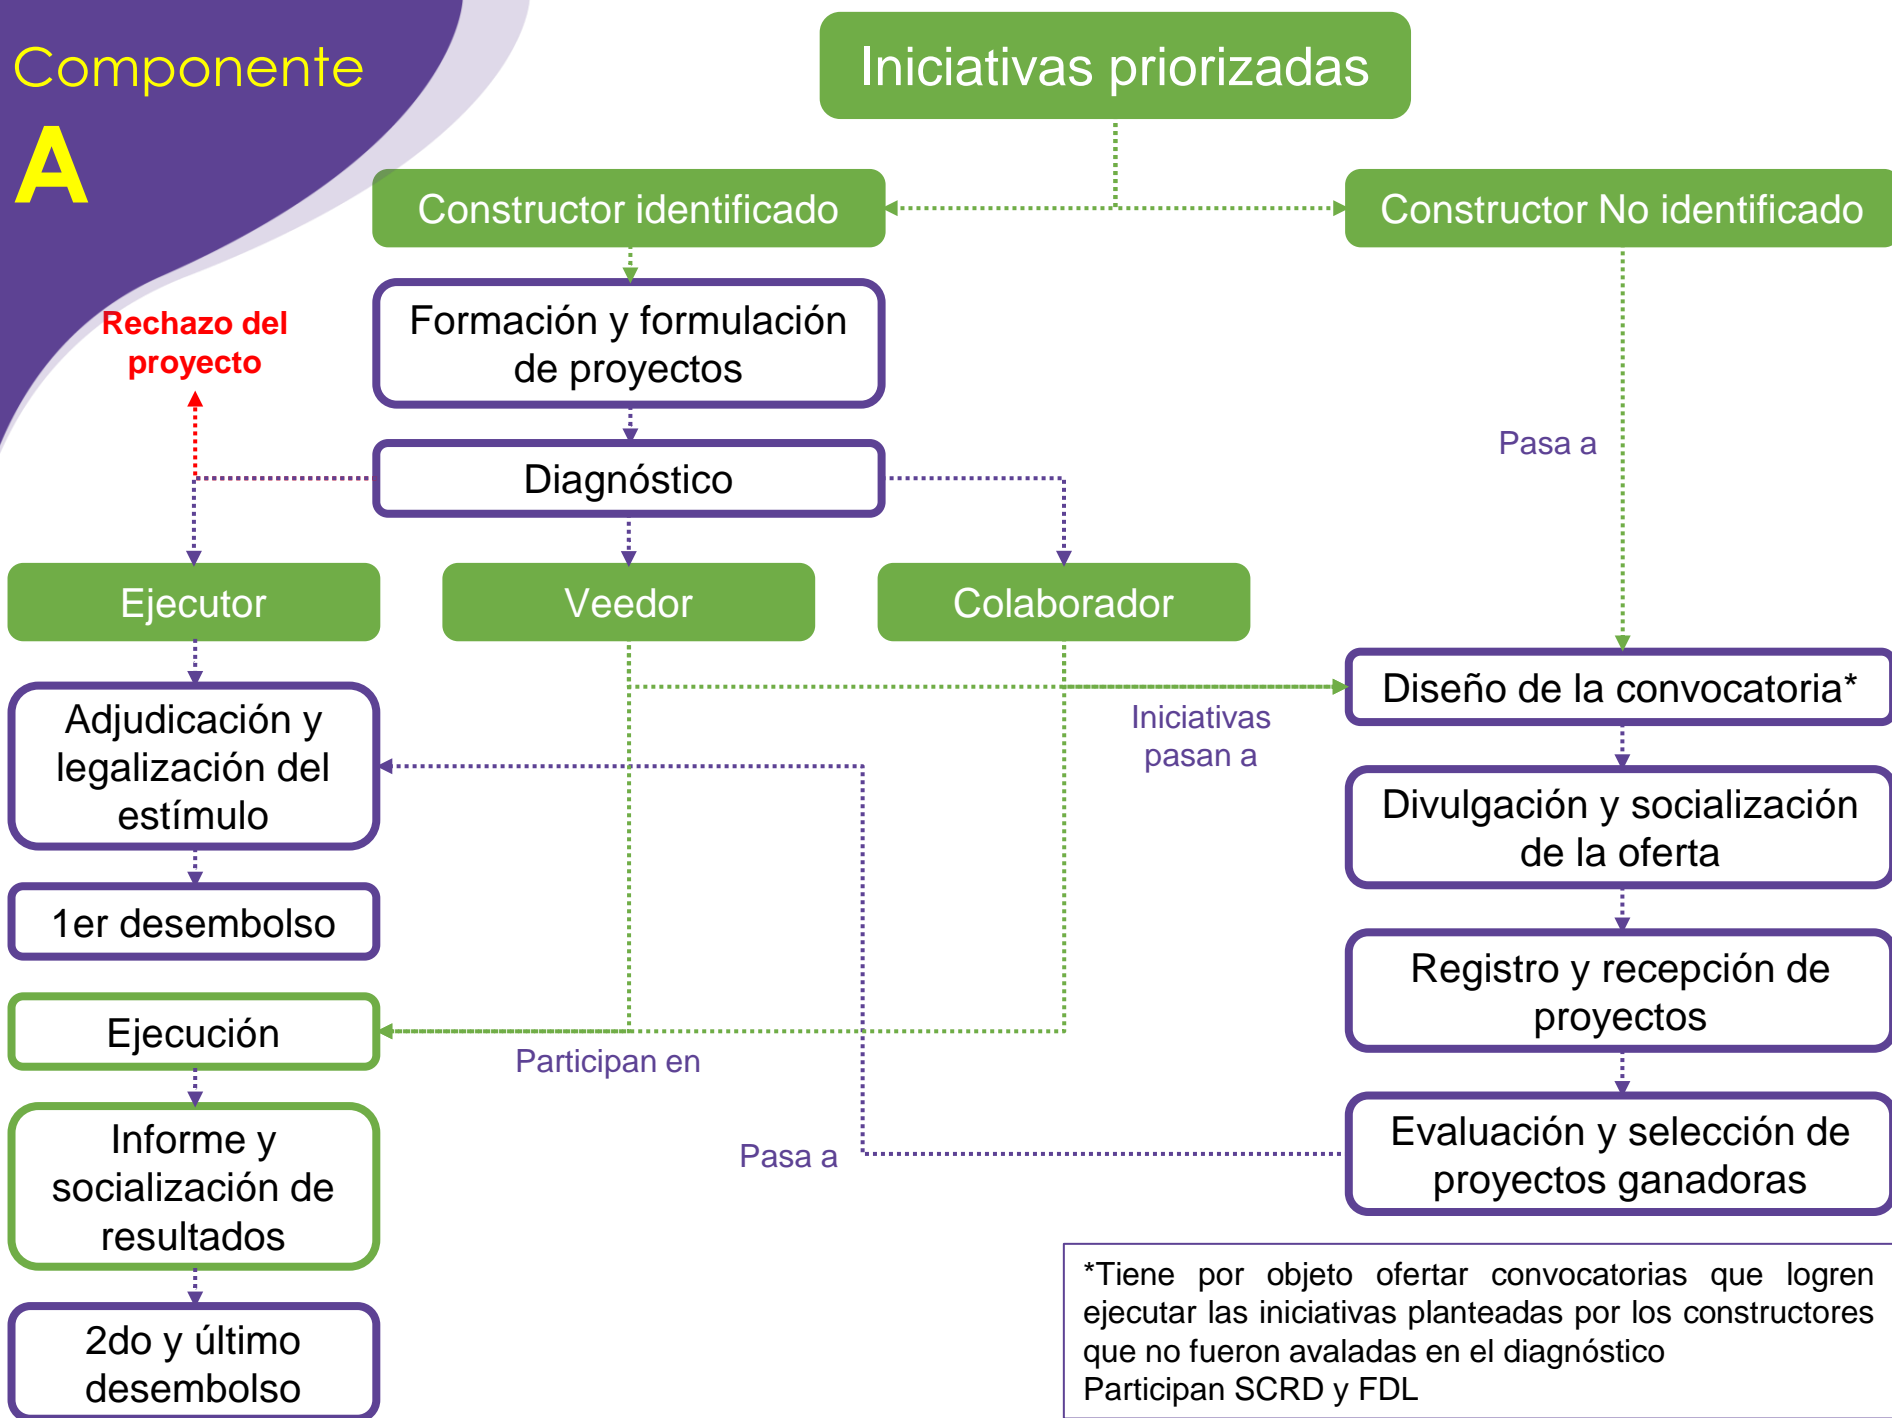 Componente
A
Iniciativas priorizadas
Constructor identificado
Constructor No identificado
Formación y formulación
de proyectos
Rechazo del
proyecto
Diagnóstico
Pasa a
Ejecutor
Veedor
Colaborador
Adjudicación y
legalización del
estímulo
Iniciativas
pasan a
Diseño de la convocatoria*
Divulgación y socialización
de la oferta
1er desembolso
Registro y recepción de
proyectos
Ejecución
Participan en
Informe y
socialización de
resultados
Pasa a
Evaluación y selección de
proyectos ganadoras
2do y último
desembolso
*Tiene por objeto ofertar convocatorias que logren
ejecutar las iniciativas planteadas por los constructores
que no fueron avaladas en el diagnóstico
Participan SCRD y FDL